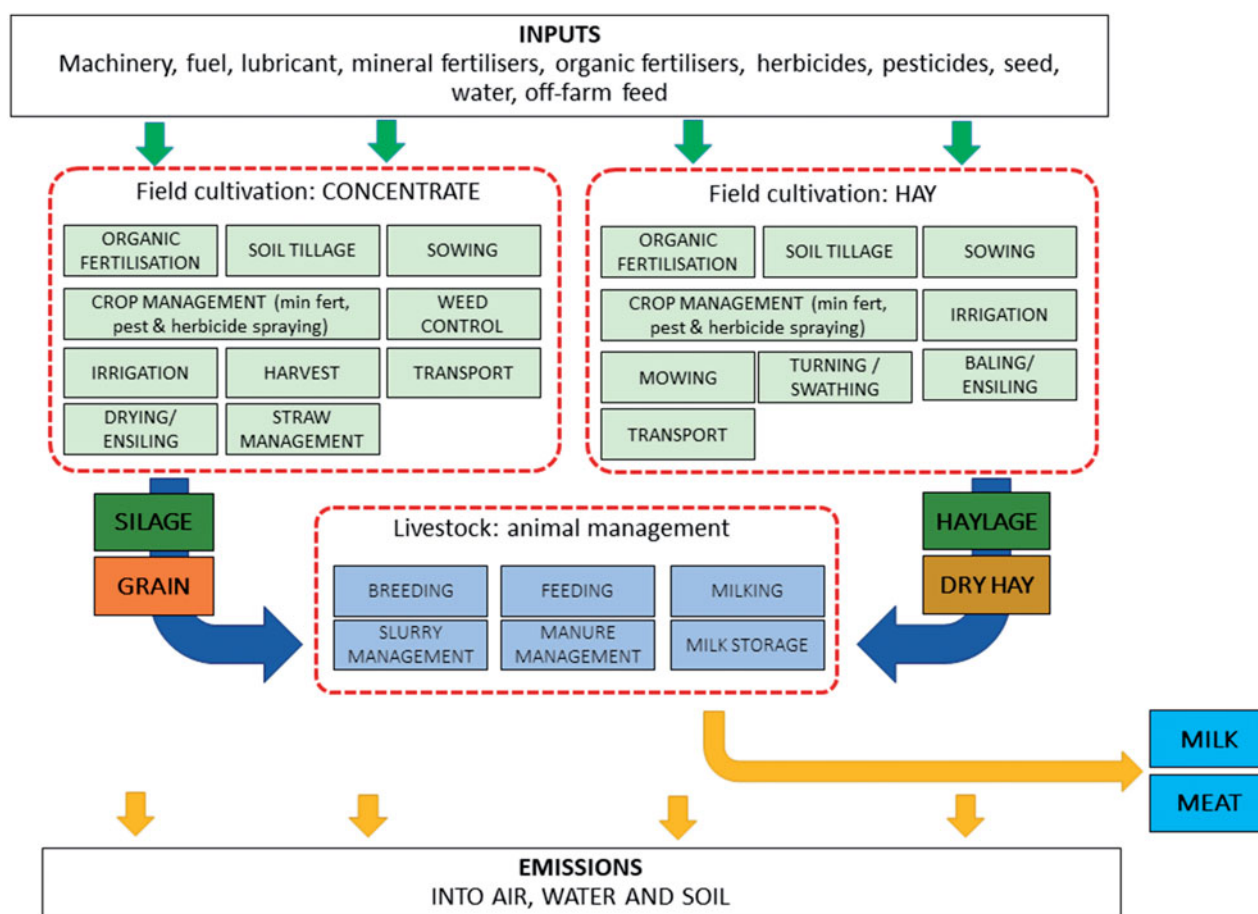 INPUTS
Machinery, fuel, lubricant, mineral fertilisers, organic fertilisers, herbicides, pesticides, seed,
water, off-farm feed
Field cultivation: CONCENTRATE
ORGANIC
FERTILISATION
SOIL TILLAGE
SOWING
CROP MANAGEMENT (min fert,
pest & herbicide spraying)
WEED
CONTROL
IRRIGATION
HARVEST
TRANSPORT
DRYING/
ENSILING
STRAW
MANAGEMENT
Field cultivation: HAY
ORGANIC
FERTILISATION
SOIL TILLAGE
SOWING
CROP MANAGEMENT (min fert,
pest & herbicide spraying)
IRRIGATION
MOWING
TURNING /
SWATHING
BALING/
ENSILING
TRANSPORT
SILAGE
GRAIN
HAYLAGE
DRY HAY
Livestock: animal management
BREEDING
FEEDING
MILKING
SLURRY
MANAGEMENT
MANURE
MANAGEMENT
MILK STORAGE
MILK
MEAT
EMISSIONS
INTO AIR, WATER AND SOIL